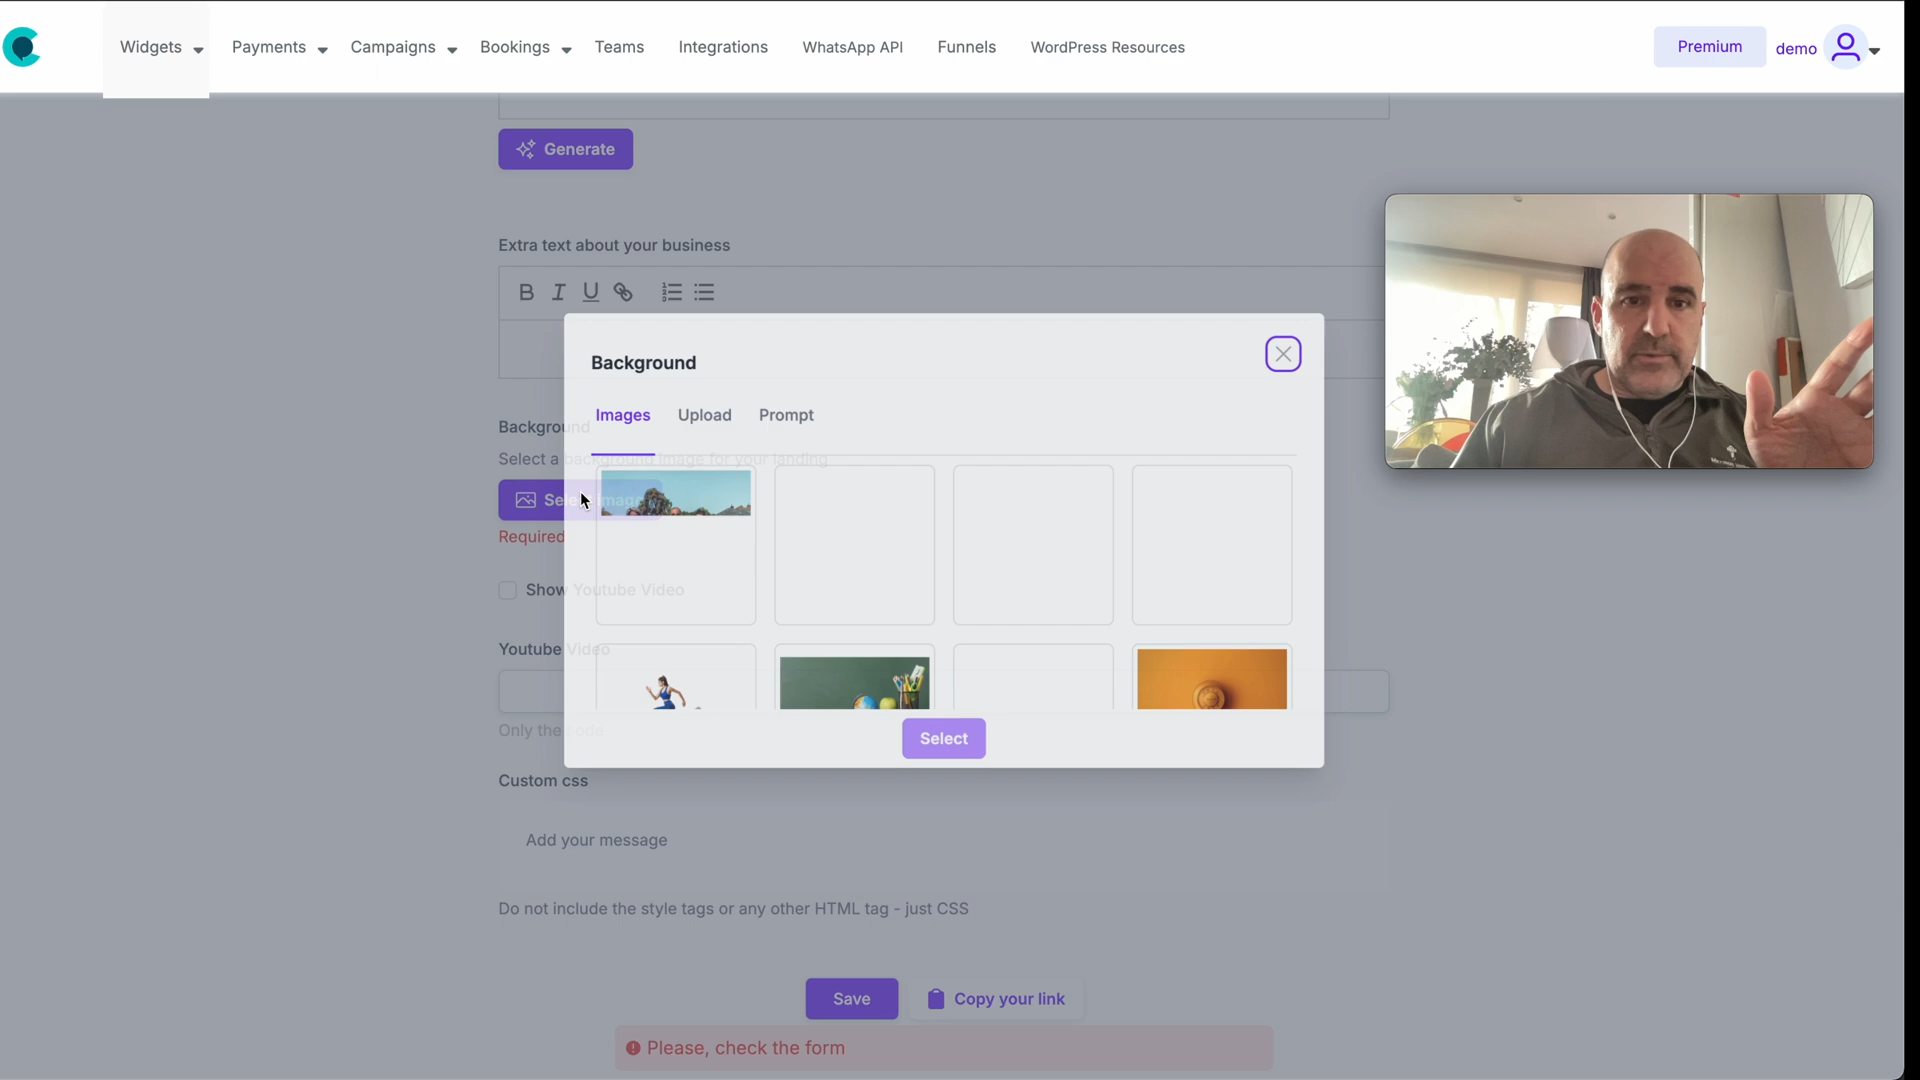 Widgets
Payments
Campaigns
Bookings
Teams
Integrations
WhatsApp API
Funnels
WordPress Resources
Premium
demo
Generate
Extra text about your business
B I U
Background
Images
Upload
Prompt
Background
Select a background image for your landing
Select image
Required
Show Youtube Video
Youtube Video
Only the code
Select
Custom css
Add your message
Do not include the style tags or any other HTML tag - just CSS
Save
Copy your link
Please, check the form